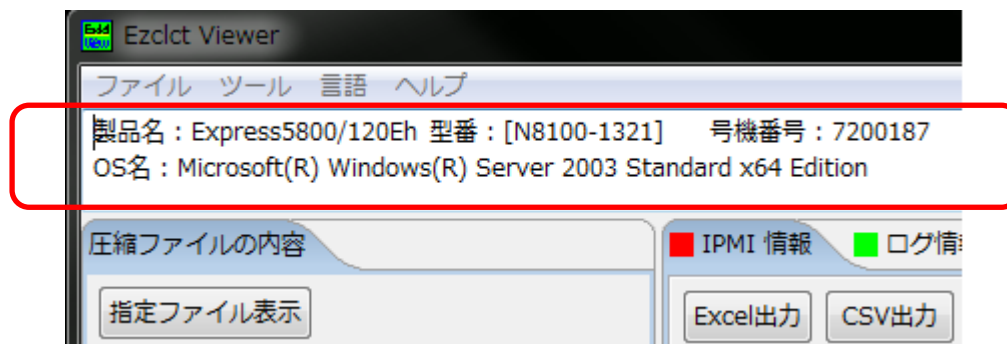 Ezclct Viewer
ファイル ツール 言語 ヘルプ
製品名：Express5800/120Eh 型番：[N8100-1321] 号機番号：7200187
OS名：Microsoft(R) Windows(R) Server 2003 Standard x64 Edition
圧縮ファイルの内容
IPMI 情報
ログ情
指定ファイル表示
Excel出力
CSV出力